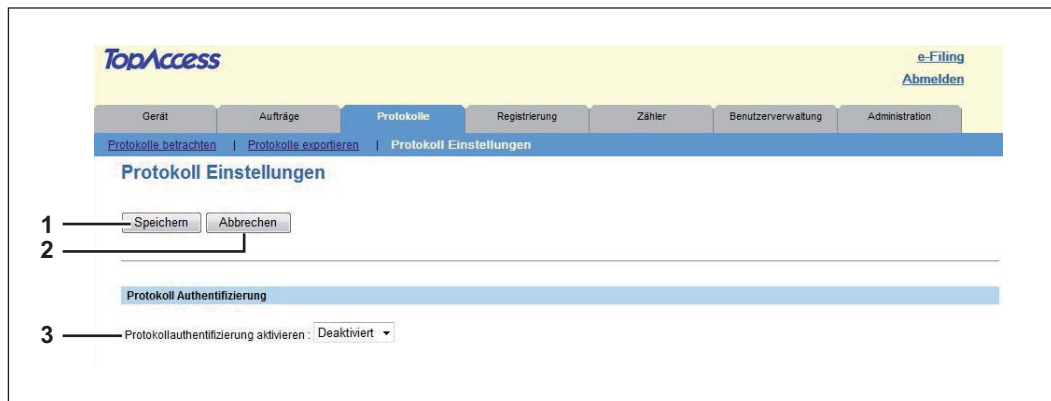 TopAccess
e-Filing
Abmelden
Gerät Aufträge Protokolle Registrierung Zähler Benutzerverwaltung Administration
Protokolle betrachten | Protokolle exportieren | Protokoll Einstellungen
Protokoll Einstellungen
1 Speichern Abbrechen
2
Protokoll Authentifizierung
3 Protokollauthentifizierung aktivieren : Deaktiviert